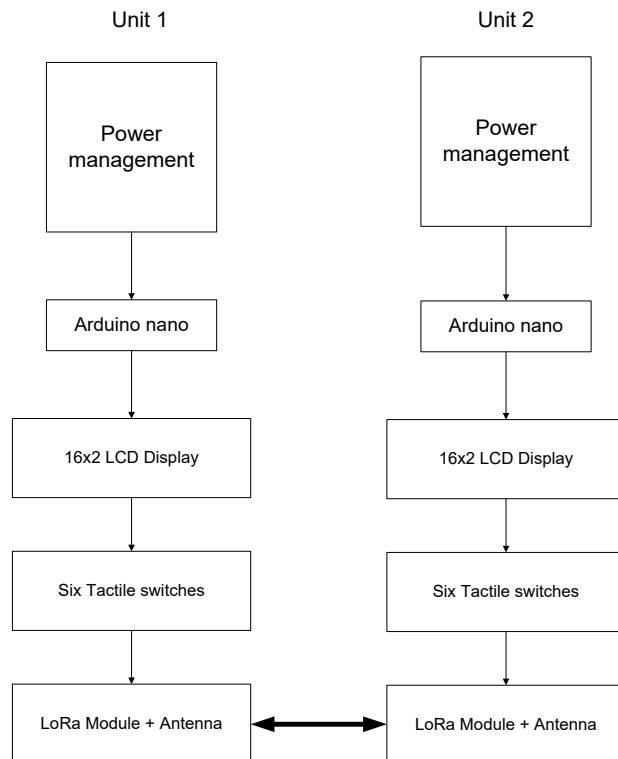 Unit 1
Power
management
Arduino nano
16x2 LCD Display
Six Tactile switches
LoRa Module + Antenna
Unit 2
Power
management
Arduino nano
16x2 LCD Display
Six Tactile switches
LoRa Module + Antenna